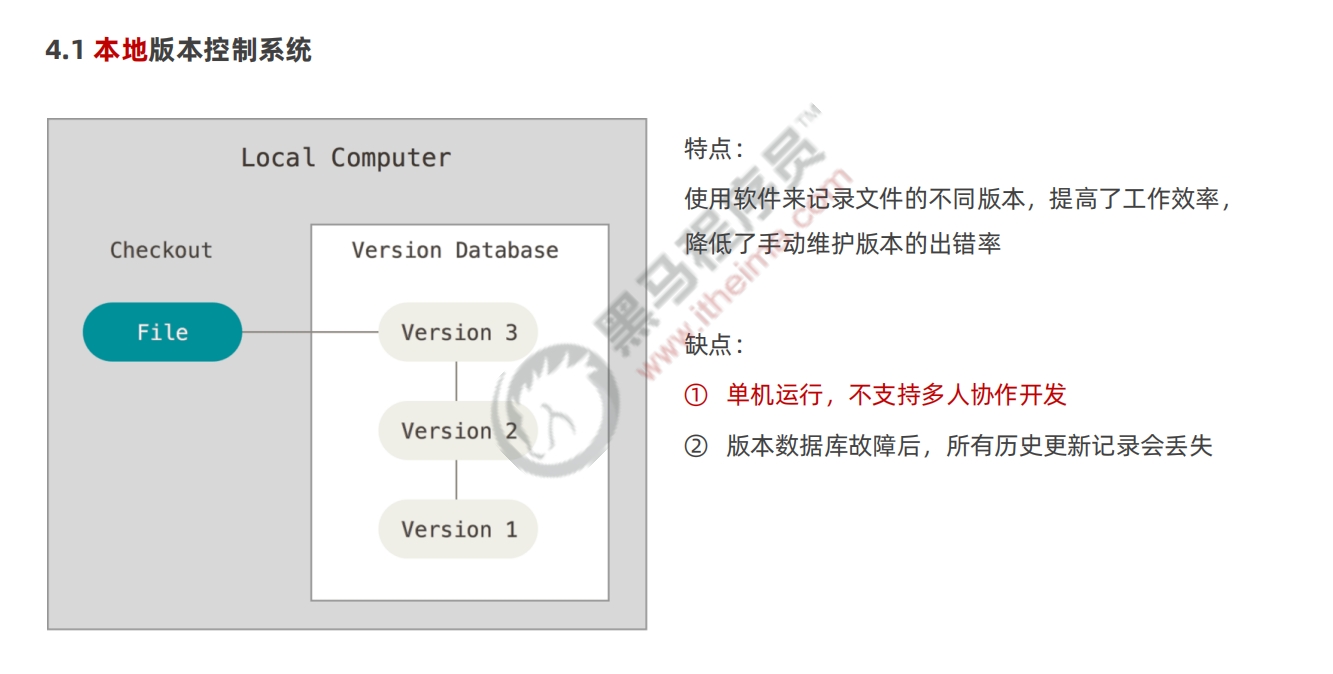 4.1 本地版本控制系统
Local Computer
Checkout
Version Database
File
Version 3
Version 2
Version 1
特点：
使用软件来记录文件的不同版本，提高了工作效率，
降低了手动维护版本的出错率
缺点：
① 单机运行，不支持多人协作开发
② 版本数据库故障后，所有历史更新记录会丢失
黑马程序员™
www.itheima.com